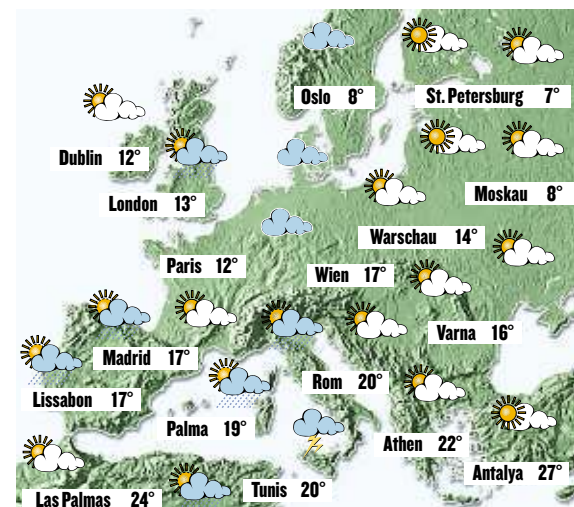 Oslo 8°
St. Petersburg 7°
Dublin 12°
Moskau 8°
London 13°
Warschau 14°
Paris 12°
Wien 17°
Varna 16°
Madrid 17°
Rom 20°
Lissabon 17°
Palma 19°
Athen 22°
Antalya 27°
Las Palmas 24°
Tunis 20°